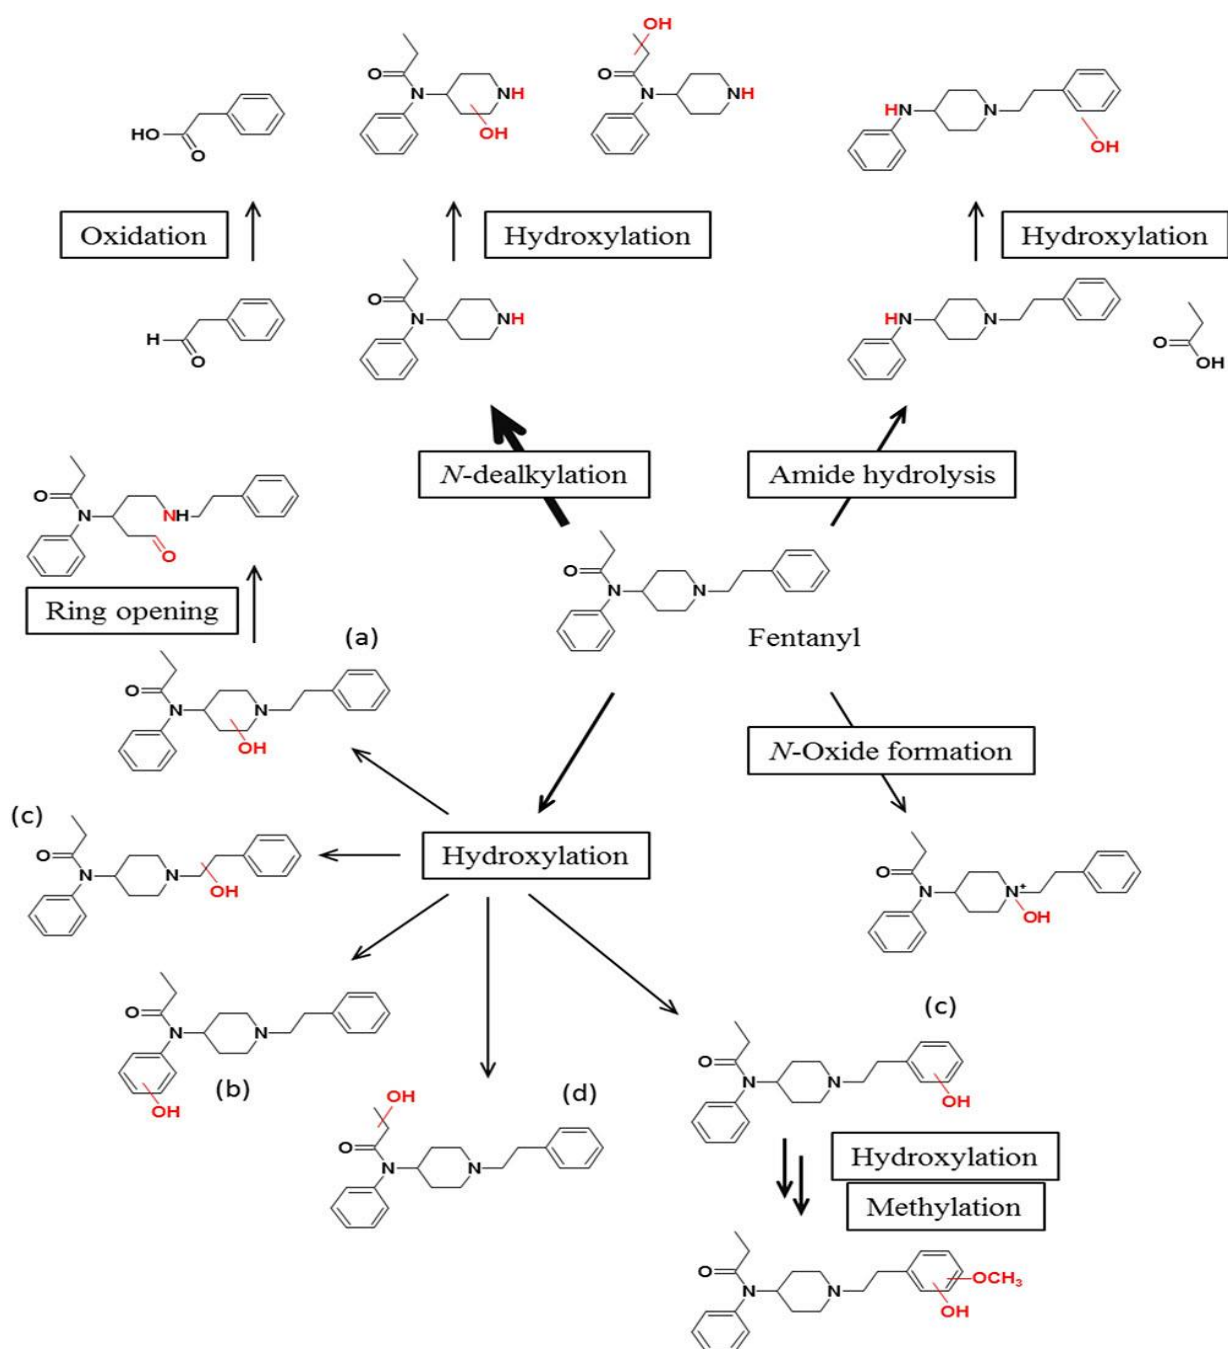 OH
O
N
NH
OH
OH
O
N
NH
HN
N
OH
HO
O
Oxidation
Hydroxylation
Hydroxylation
H
O
O
N
NH
HN
N
O
OH
N-dealkylation
Amide hydrolysis
O
N
NH
O
O
N
N
Ring opening
(a)
Fentanyl
O
N
N
OH
N-Oxide formation
(c)
O
N
N
OH
Hydroxylation
O
N
N+
OH
O
N
N
OH
(b)
(c)
OH
(d)
O
N
N
O
N
N
OH
Hydroxylation
Methylation
O
N
N
OCH3
OH